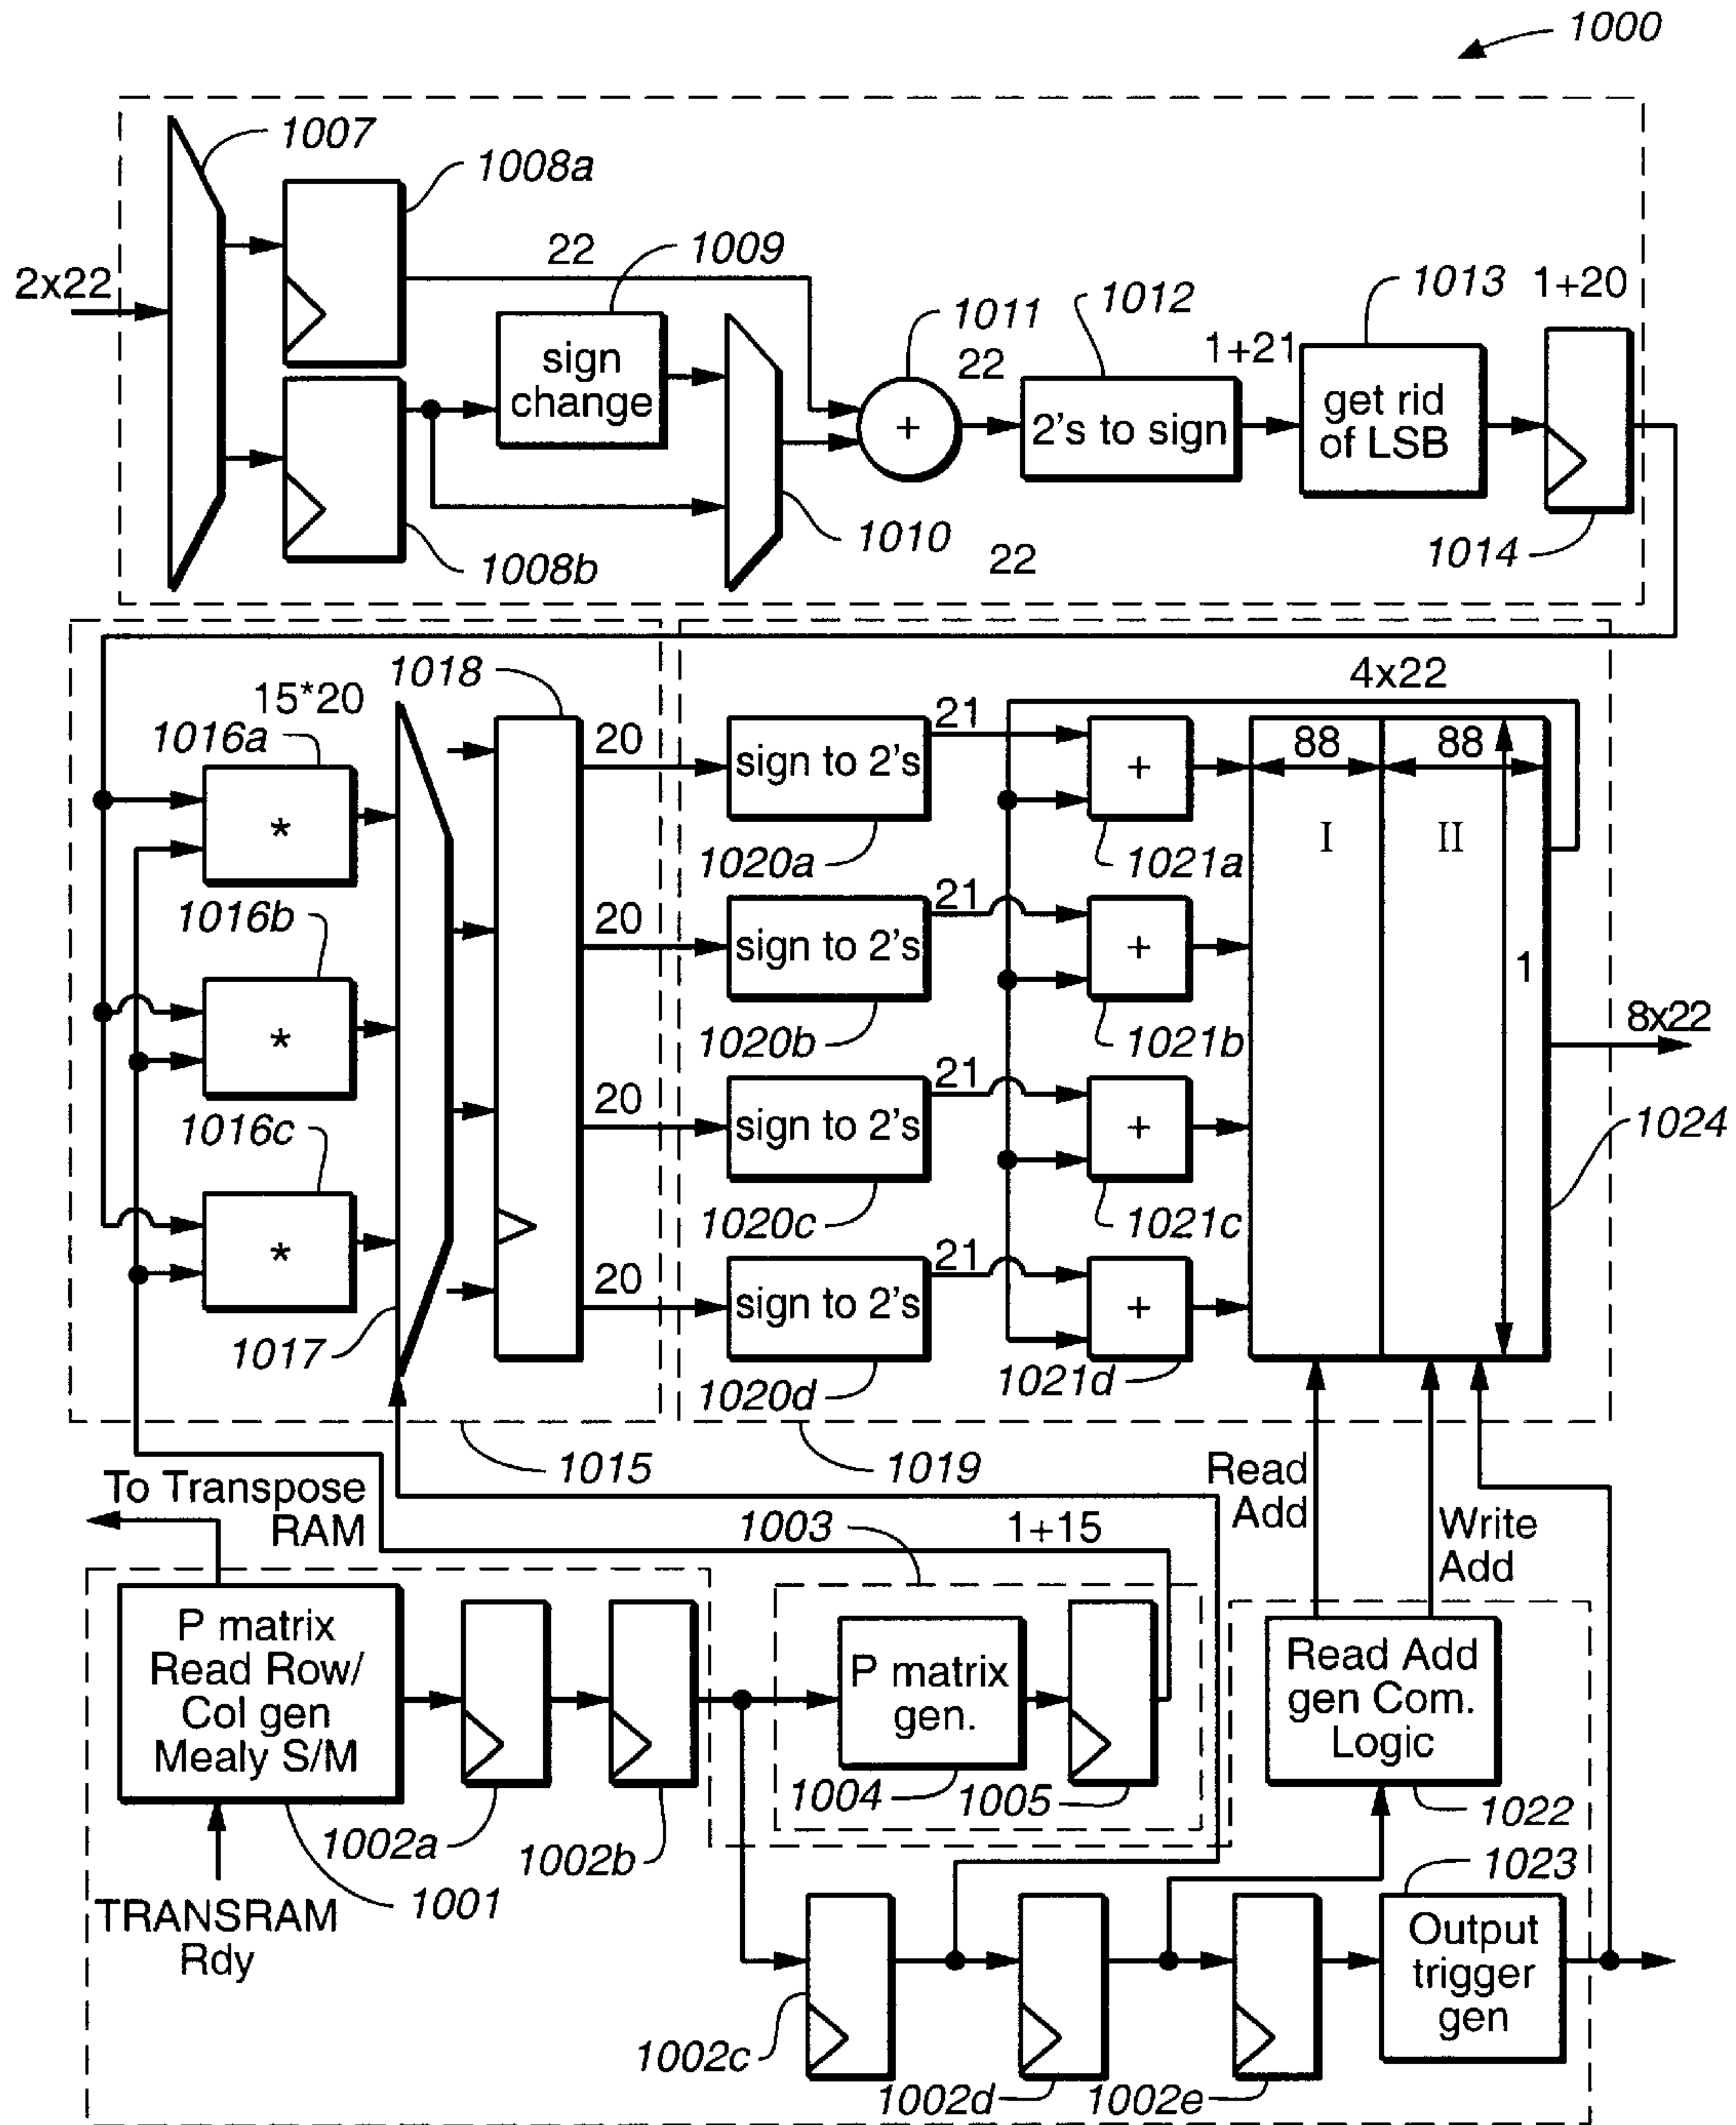 1000
1007
1008a
22
1009
2x22
sign
change
1011
22
1012
1+21
1013
1+20
+
2's to sign
get rid
of LSB
1010
22
1014
1008b
1018
15*20
4x22
1016a
*
20
sign to 2's
21
+
88
88
1020a
1021a
I
II
1016b
*
20
sign to 2's
21
+
1
1020b
1021b
8x22
1016c
*
20
sign to 2's
21
+
1024
1020c
1021c
1017
20
sign to 2's
21
+
1020d
1021d
1015
1019
To Transpose
RAM
Read
Add
Write
Add
1003
1+15
P matrix
Read Row/
Col gen
Mealy S/M
P matrix
gen.
Read Add
gen Com.
Logic
1004
1005
1022
1002a
1002b
1023
1001
TRANSRAM
Rdy
Output
trigger
gen
1002c
1002d
1002e